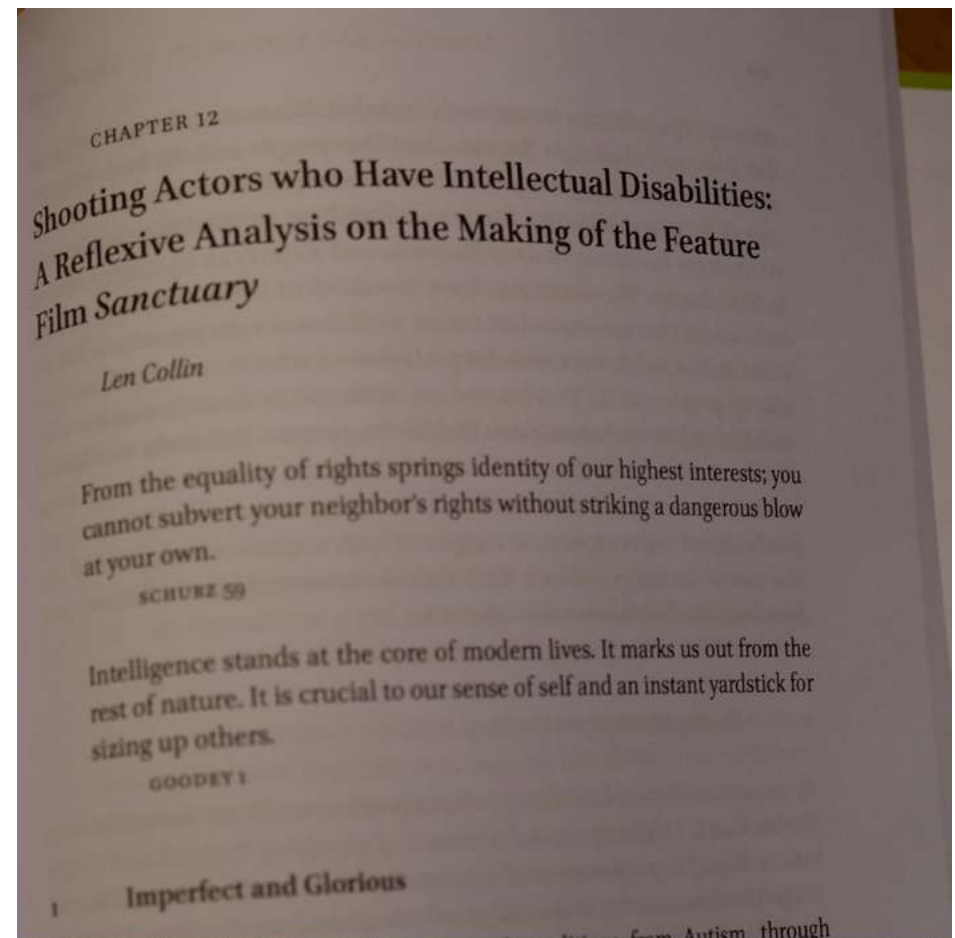 CHAPTER 12
Shooting Actors who Have Intellectual Disabilities:
A Reflexive Analysis on the Making of the Feature
Film Sanctuary
Len Collin
From the equality of rights springs identity of our highest interests; you
cannot subvert your neighbor's rights without striking a dangerous blow
at your own.
SCHURZ 59
Intelligence stands at the core of modern lives. It marks us out from the
rest of nature. It is crucial to our sense of self and an instant yardstick for
sizing up others.
GOODEY 1
1 Imperfect and Glorious
from Autism through